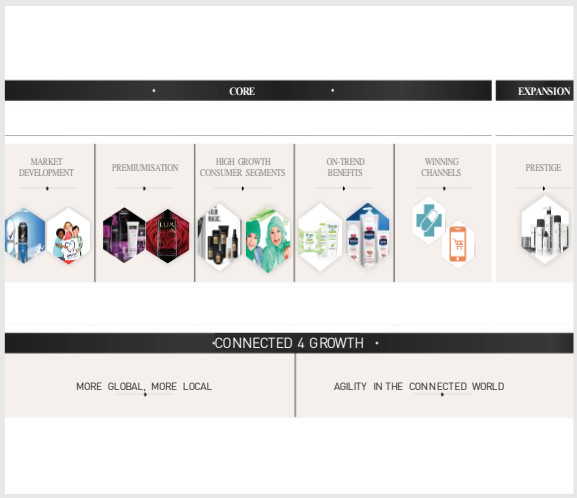 CORE
EXPANSION
MARKET
DEVELOPMENT
PREMIUMISATION
HIGH GROWTH
CONSUMER SEGMENTS
ON-TREND
BENEFITS
WINNING
CHANNELS
PRESTIGE
LUX
CONNECTED 4 GROWTH
MORE GLOBAL, MORE LOCAL
AGILITY IN THE CONNECTED WORLD